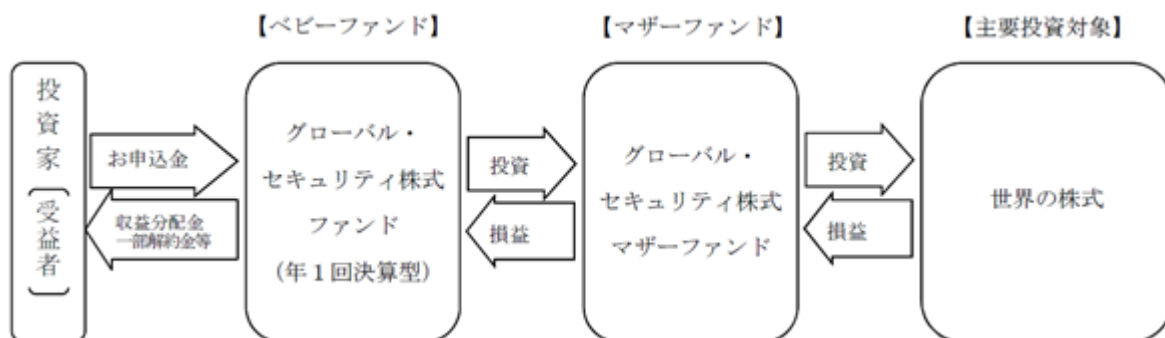 【ベビーファンド】
【マザーファンド】
【主要投資対象】
投資家
(受益者)
お申込金
収益分配金
一部解約金等
グローバル・
セキュリティ株式
ファンド
(年1回決算型)
投資
損益
グローバル・
セキュリティ株式
マザーファンド
投資
損益
世界の株式